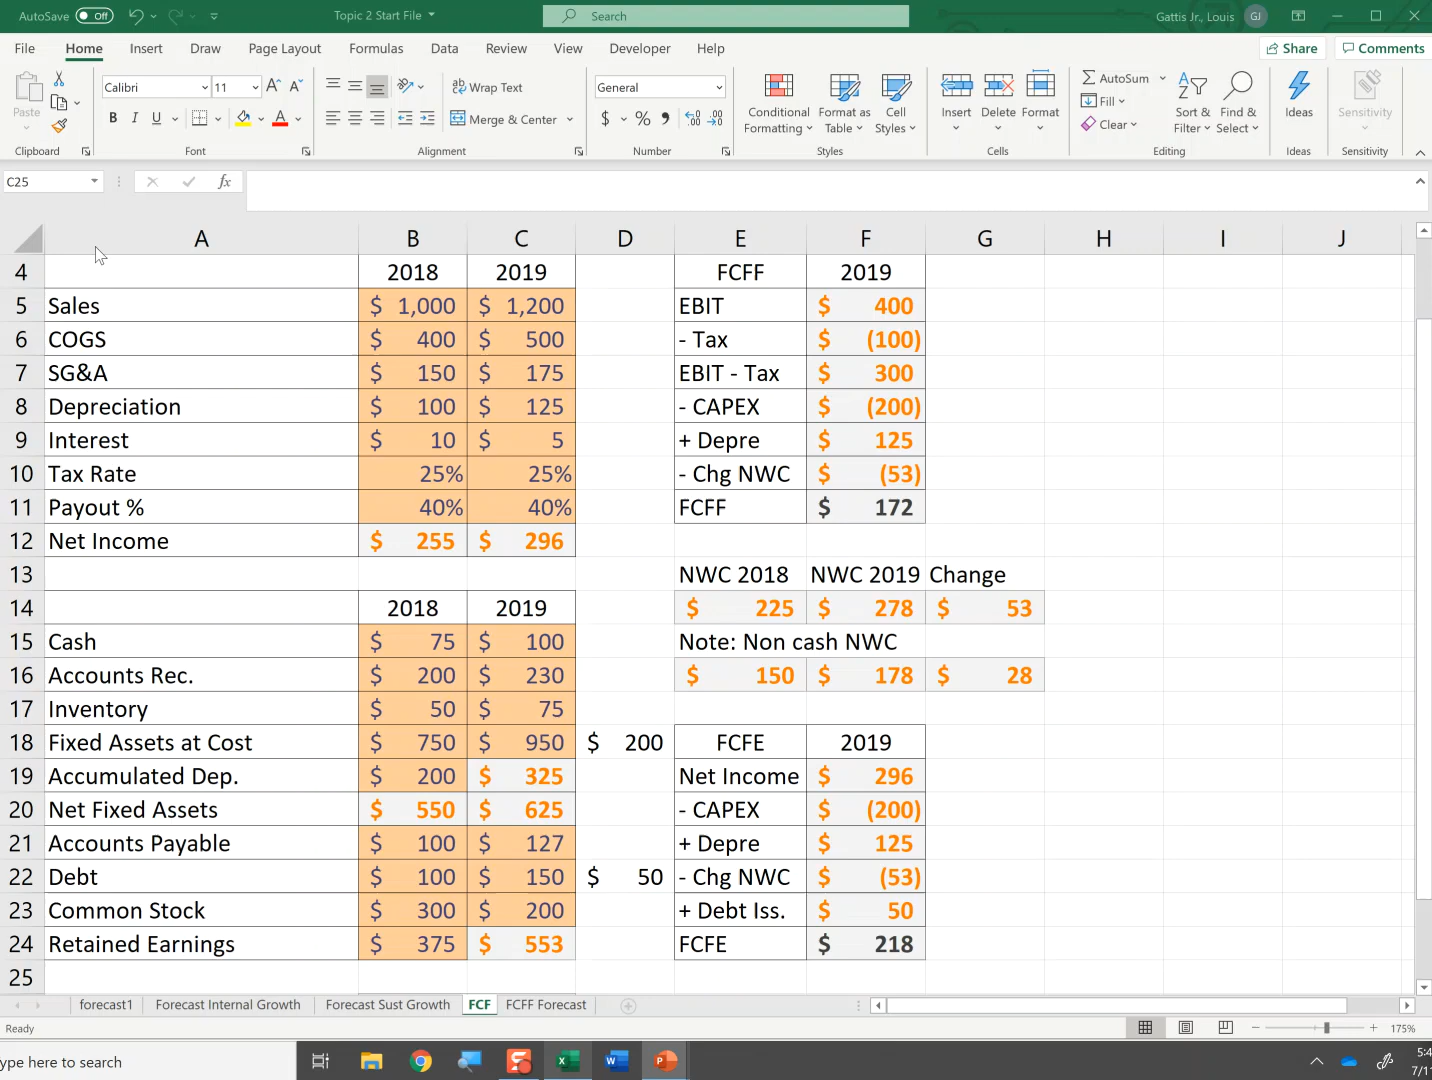 AutoSave Off Topic 2 Start File Search Gattis Jr., Louis GJ
File Home Insert Draw Page Layout Formulas Data Review View Developer Help Share Comments
Paste Calibri 11 A A Wrap Text General Conditional Formatting Format as Table Cell Styles Insert Delete Format AutoSum Sort & Filter Find & Select Ideas Sensitivity
B I U A Merge & Center $ % Fill Clear
Clipboard Font Alignment Number Styles Cells Editing Ideas Sensitivity
C25 fx
A B C D E F G H I J
4 2018 2019 FCFF 2019
5 Sales $ 1,000 $ 1,200 EBIT $ 400
6 COGS $ 400 $ 500 - Tax $ (100)
7 SG&A $ 150 $ 175 EBIT - Tax $ 300
8 Depreciation $ 100 $ 125 - CAPEX $ (200)
9 Interest $ 10 $ 5 + Depre $ 125
10 Tax Rate 25% 25% - Chg NWC $ (53)
11 Payout % 40% 40% FCFF $ 172
12 Net Income $ 255 $ 296
13 NWC 2018 NWC 2019 Change
14 2018 2019 $ 225 $ 278 $ 53
15 Cash $ 75 $ 100 Note: Non cash NWC
16 Accounts Rec. $ 200 $ 230 $ 150 $ 178 $ 28
17 Inventory $ 50 $ 75
18 Fixed Assets at Cost $ 750 $ 950 $ 200 FCFE 2019
19 Accumulated Dep. $ 200 $ 325 Net Income $ 296
20 Net Fixed Assets $ 550 $ 625 - CAPEX $ (200)
21 Accounts Payable $ 100 $ 127 + Depre $ 125
22 Debt $ 100 $ 150 $ 50 - Chg NWC $ (53)
23 Common Stock $ 300 $ 200 + Debt Iss. $ 50
24 Retained Earnings $ 375 $ 553 FCFE $ 218
25
forecast1 Forecast Internal Growth Forecast Sust Growth FCF FCFF Forecast
Ready 175%
ype here to search 5:4
7/1